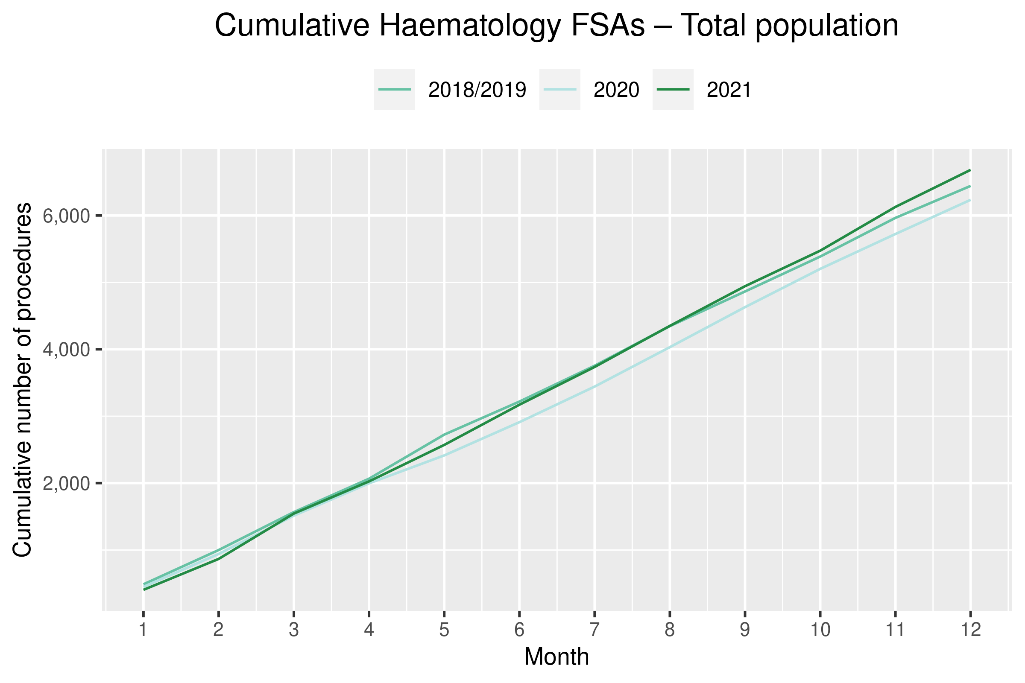 Cumulative Haematology FSAs – Total population
2018/2019 2020 2021
Cumulative number of procedures
6,000
4,000
2,000
1 2 3 4 5 6 7 8 9 10 11 12
Month